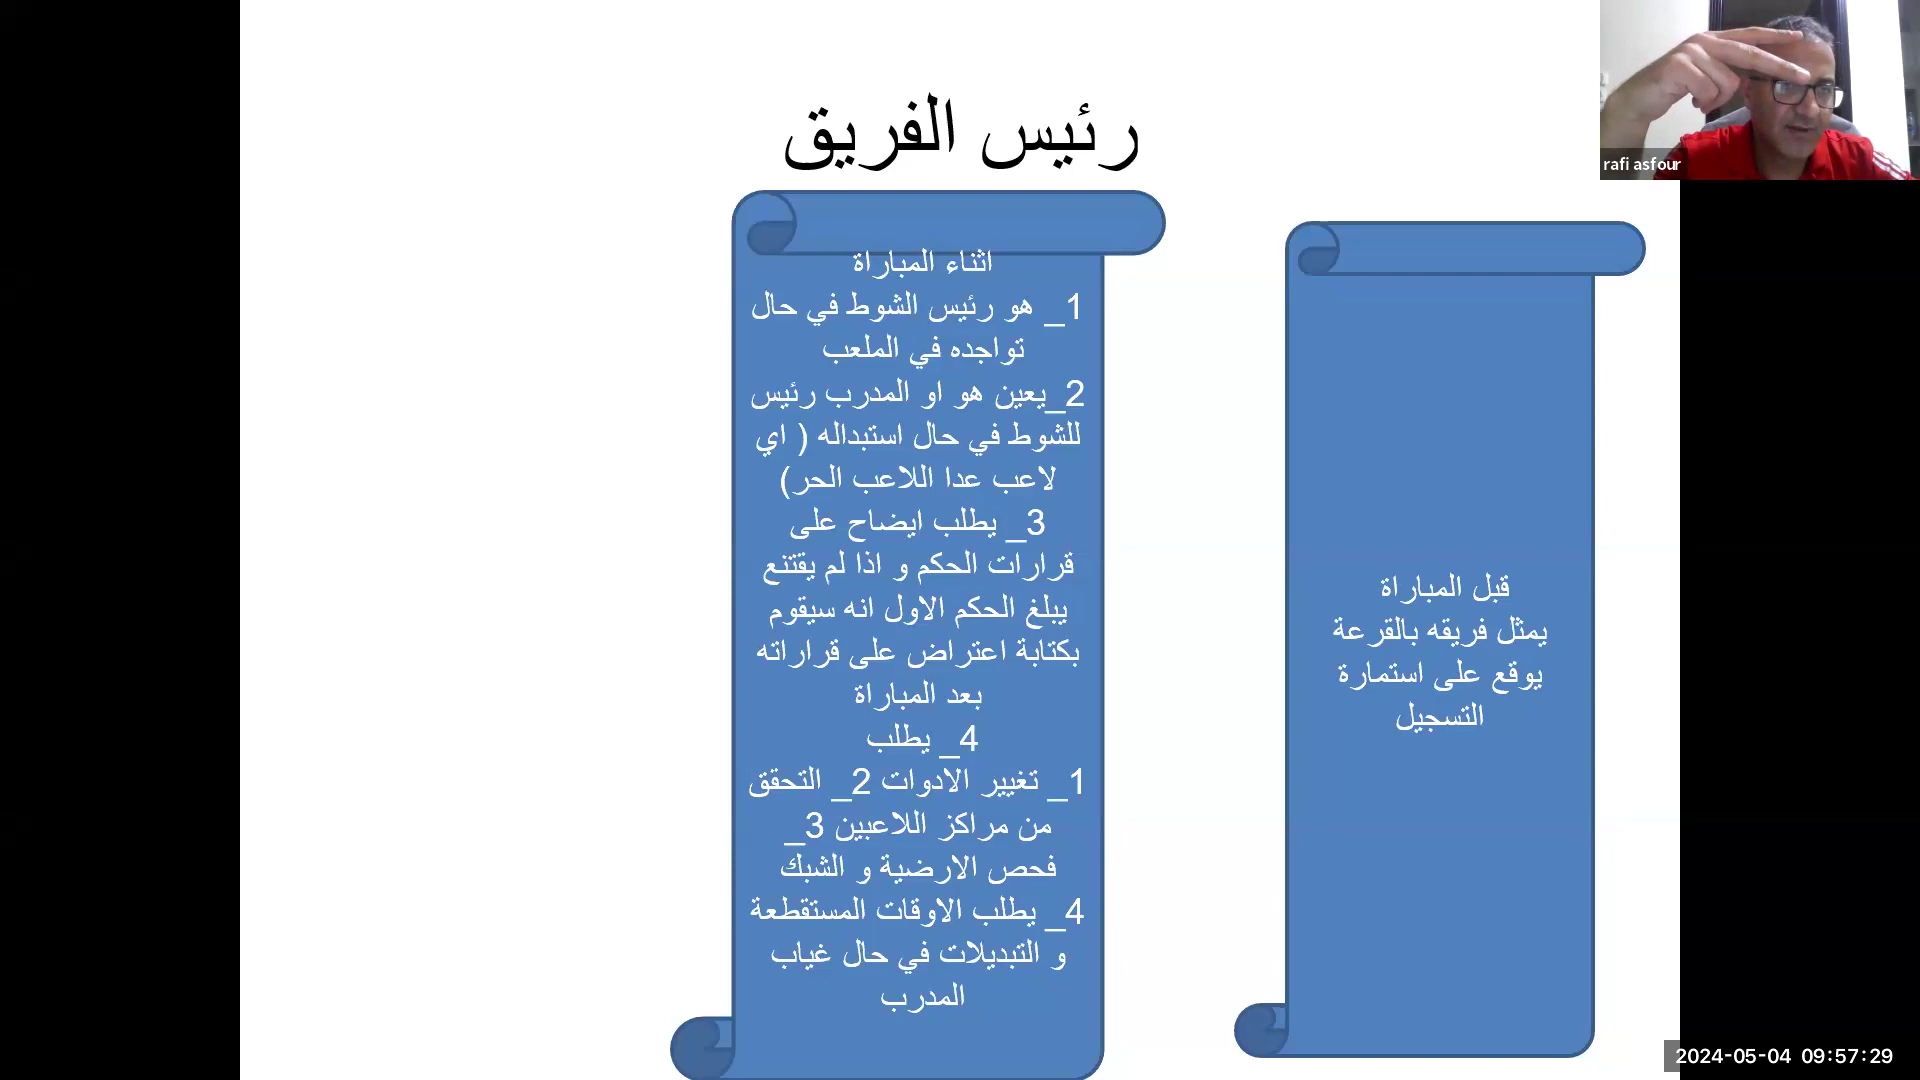 رئيس الفريق
قبل المباراة
يمثل فريقه بالقرعة
يوقع على استمارة
التسجيل
اثناء المباراة
1_ هو رئيس الشوط في حال
تواجده في الملعب
2_يعين هو او المدرب رئيس
للشوط في حال استبداله ( اي
لاعب عدا اللاعب الحر)
3_ يطلب ايضاح على
قرارات الحكم و اذا لم يقتنع
يبلغ الحكم الاول انه سيقوم
بكتابة اعتراض على قراراته
بعد المباراة
4_ يطلب
1_ تغيير الادوات 2_ التحقق
من مراكز اللاعبين 3_
فحص الارضية و الشبك
4_ يطلب الاوقات المستقطعة
و التبديلات في حال غياب
المدرب
rafi asfour
2024-05-04 09:57:29